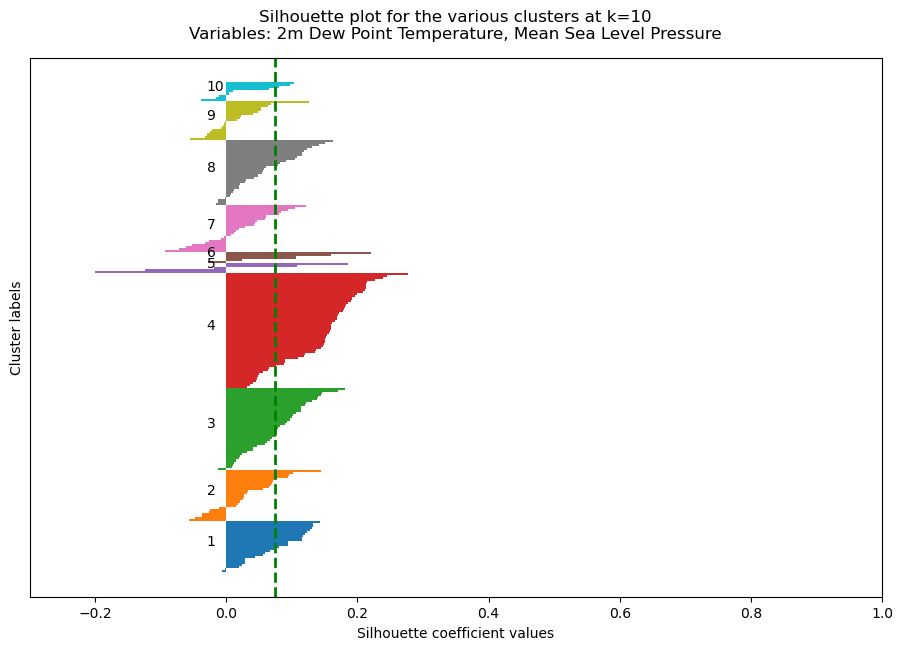 Silhouette plot for the various clusters at k=10
Variables: 2m Dew Point Temperature, Mean Sea Level Pressure
10
9
8
7
6
5
4
3
2
1
Cluster labels
−0.2 0.0 0.2 0.4 0.6 0.8 1.0
Silhouette coefficient values